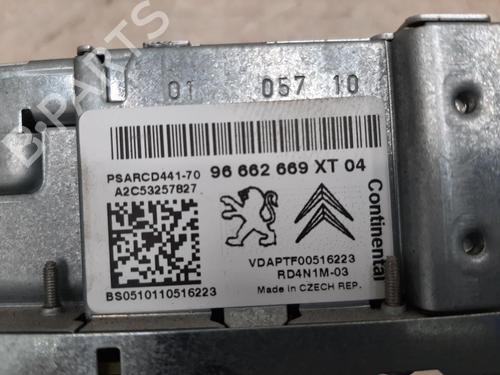 B-PARTS
01 057 10
PSARCD441-70 96 662 669 XT 04
A2C53257827
Continental
VDAPTF00516223
RD4N1M-03
BS0510110516223 Made in CZECH REP.